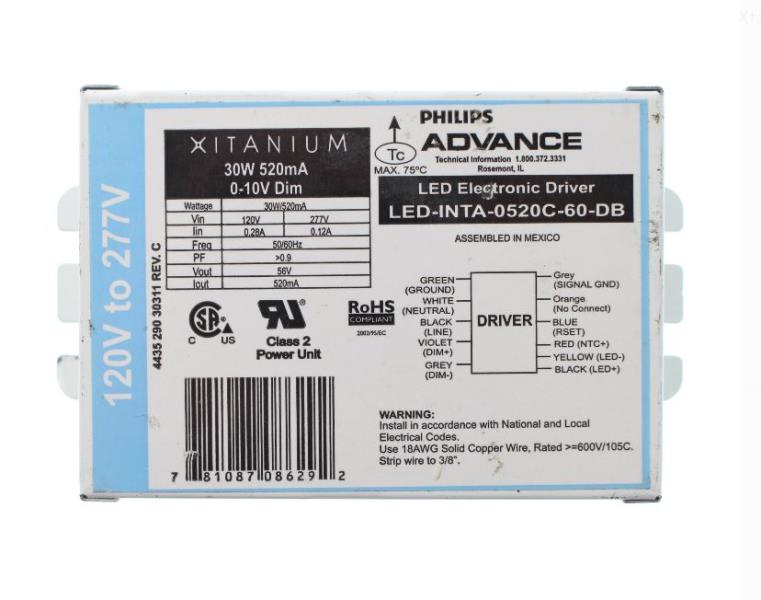 120V to 277V
4435 290 30311 REV. C
XITANIUM
30W 520mA
0-10V Dim
Wattage 30W/520mA
Vin 120V 277V
Iin 0.28A 0.12A
Freq 50/60Hz
PF >0.9
Vout 56V
Iout 520mA
Tc
MAX. 75°C
PHILIPS
ADVANCE
Technical Information 1.800.372.3331
Rosemont, IL
LED Electronic Driver
LED-INTA-0520C-60-DB
ASSEMBLED IN MEXICO
SA
C US
RU
US
Class 2
Power Unit
RoHS
COMPLIANT
2002/95/EC
GREEN
(GROUND)
WHITE
(NEUTRAL)
BLACK
(LINE)
VIOLET
(DIM+)
GREY
(DIM-)
DRIVER
Grey
(SIGNAL GND)
Orange
(No Connect)
BLUE
(RSET)
RED (NTC+)
YELLOW (LED-)
BLACK (LED+)
WARNING:
Install in accordance with National and Local
Electrical Codes.
Use 18AWG Solid Copper Wire, Rated >=600V/105C.
Strip wire to 3/8".
7 81087 08629 2